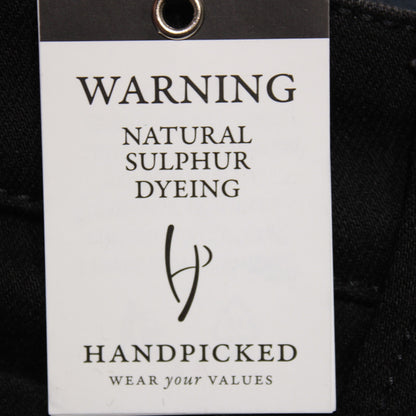 WARNING
NATURAL
SULPHUR
DYEING
HANDPICKED
WEAR your VALUES